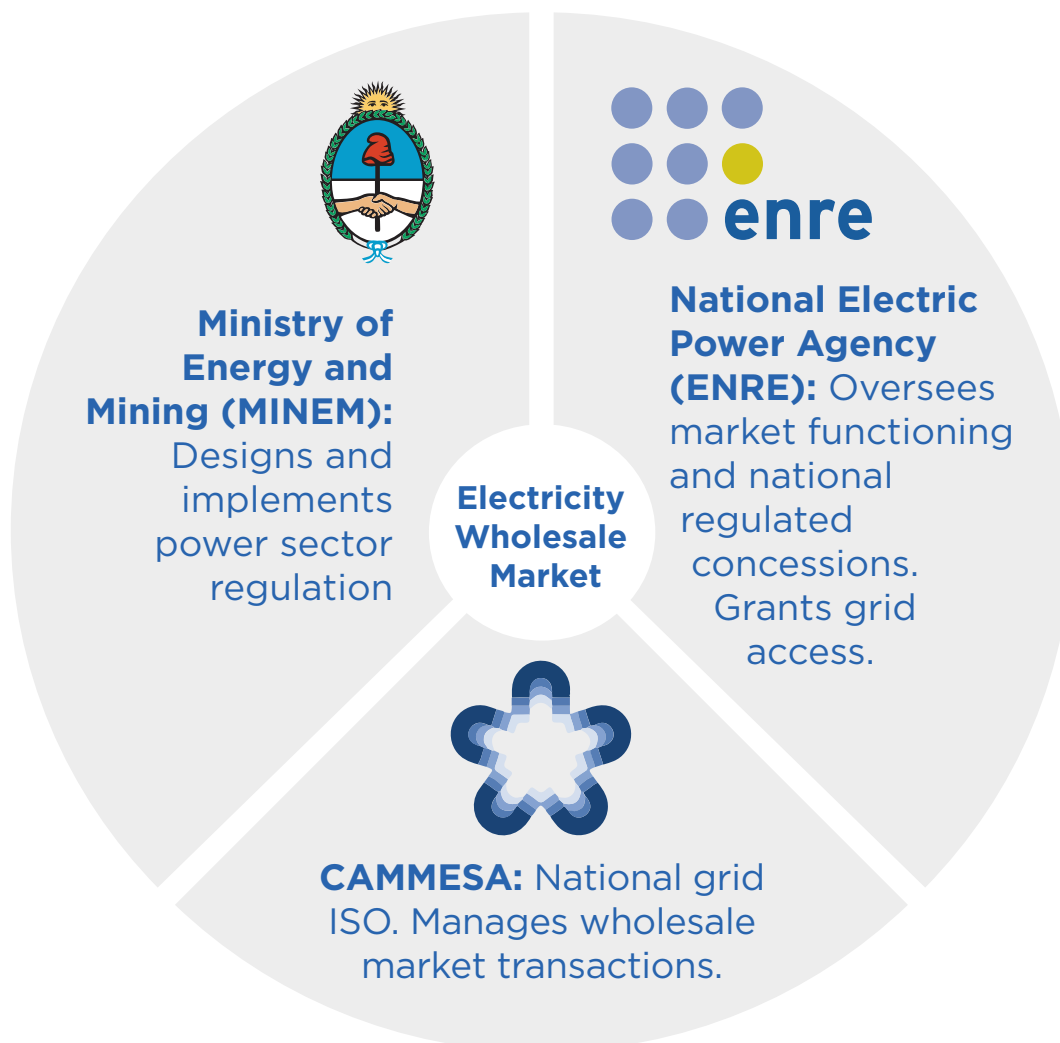 Ministry of
Energy and
Mining (MINEM):
Designs and
implements
power sector
regulation
enre
National Electric
Power Agency
(ENRE): Oversees
market functioning
and national
regulated
concessions.
Grants grid
access.
Electricity
Wholesale
Market
CAMMESA: National grid
ISO. Manages wholesale
market transactions.